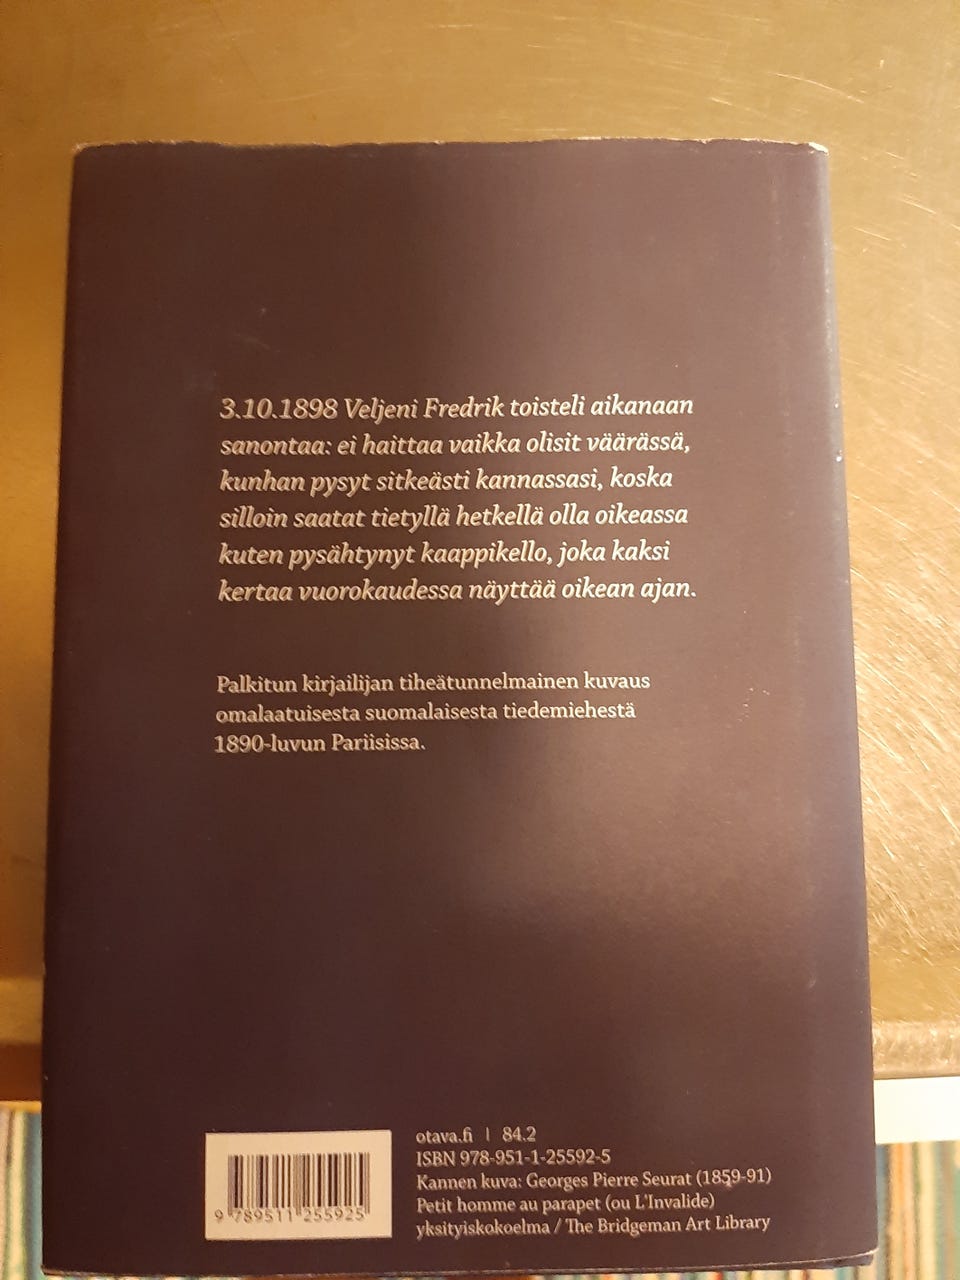 3.10.1898 Veljeni Fredrik toisteli aikanaan
sanontaa: ei haittaa vaikka olisit väärässä,
kunhan pysyt sitkeästi kannassasi, koska
silloin saatat tietyllä hetkellä olla oikeassa
kuten pysähtynyt kaappikello, joka kaksi
kertaa vuorokaudessa näyttää oikean ajan.
Palkitun kirjailijan tiheätunnelmainen kuvaus
omalaatuisesta suomalaisesta tiedemiehestä
1890-luvun Pariisissa.
otava.fi | 84.2
ISBN 978-951-1-25592-5
Kannen kuva: Georges Pierre Seurat (1859-91)
Petit homme au parapet (ou L'Invalide)
yksityiskokoelma / The Bridgeman Art Library
9 789511 255925